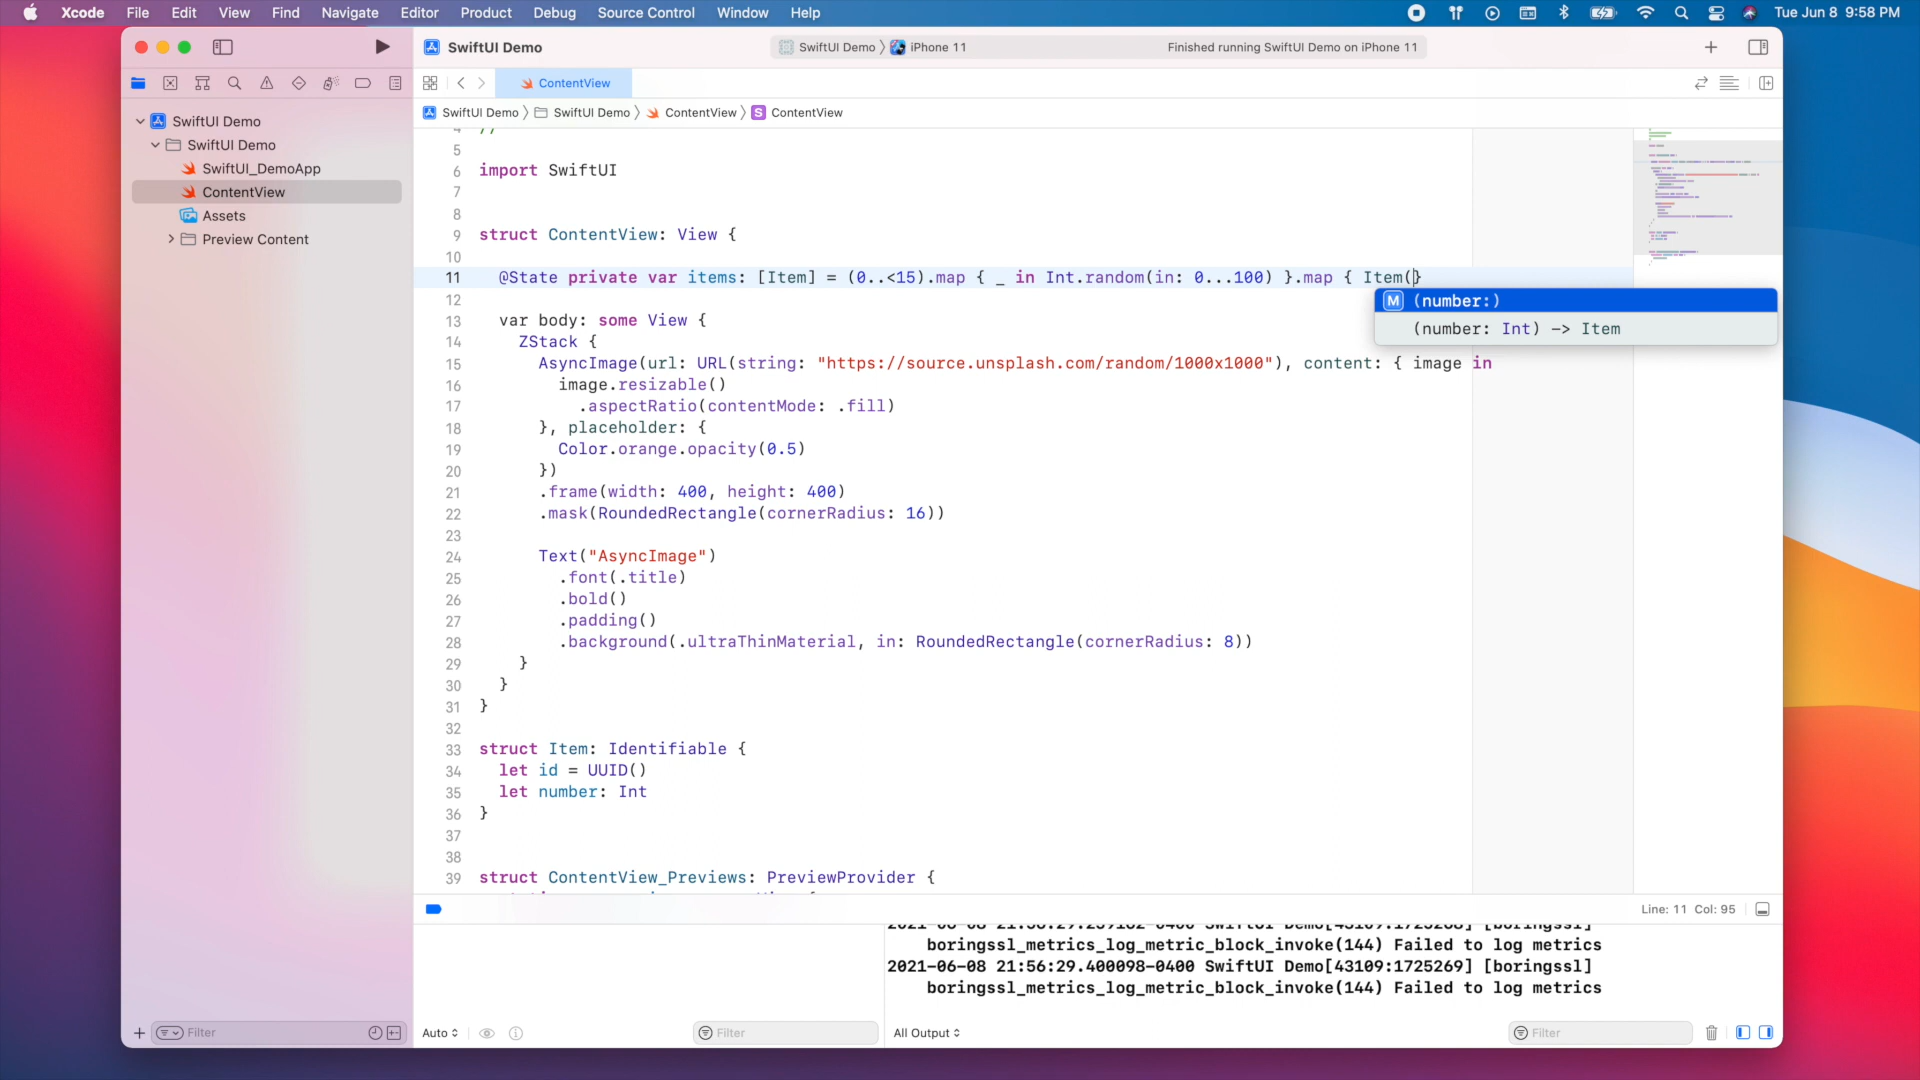 Xcode File Edit View Find Navigate Editor Product Debug Source Control Window Help Tue Jun 8 9:58 PM
SwiftUI Demo SwiftUI Demo iPhone 11 Finished running SwiftUI Demo on iPhone 11
ContentView
SwiftUI Demo SwiftUI Demo ContentView S ContentView
SwiftUI Demo
SwiftUI Demo
SwiftUI_DemoApp
ContentView
Assets
Preview Content
4 //
5
6 import SwiftUI
7
8
9 struct ContentView: View {
10
11 @State private var items: [Item] = (0..<15).map { _ in Int.random(in: 0...100) }.map { Item(}
M (number:)
(number: Int) -> Item
12
13 var body: some View {
14 ZStack {
15 AsyncImage(url: URL(string: "https://source.unsplash.com/random/1000x1000"), content: { image in
16 image.resizable()
17 .aspectRatio(contentMode: .fill)
18 }, placeholder: {
19 Color.orange.opacity(0.5)
20 })
21 .frame(width: 400, height: 400)
22 .mask(RoundedRectangle(cornerRadius: 16))
23
24 Text("AsyncImage")
25 .font(.title)
26 .bold()
27 .padding()
28 .background(.ultraThinMaterial, in: RoundedRectangle(cornerRadius: 8))
29 }
30 }
31 }
32
33 struct Item: Identifiable {
34 let id = UUID()
35 let number: Int
36 }
37
38
39 struct ContentView_Previews: PreviewProvider {
Line: 11 Col: 95
boringssl_metrics_log_metric_block_invoke(144) Failed to log metrics
2021-06-08 21:56:29.400098-0400 SwiftUI Demo[43109:1725269] [boringssl]
boringssl_metrics_log_metric_block_invoke(144) Failed to log metrics
Filter Auto Filter All Output Filter